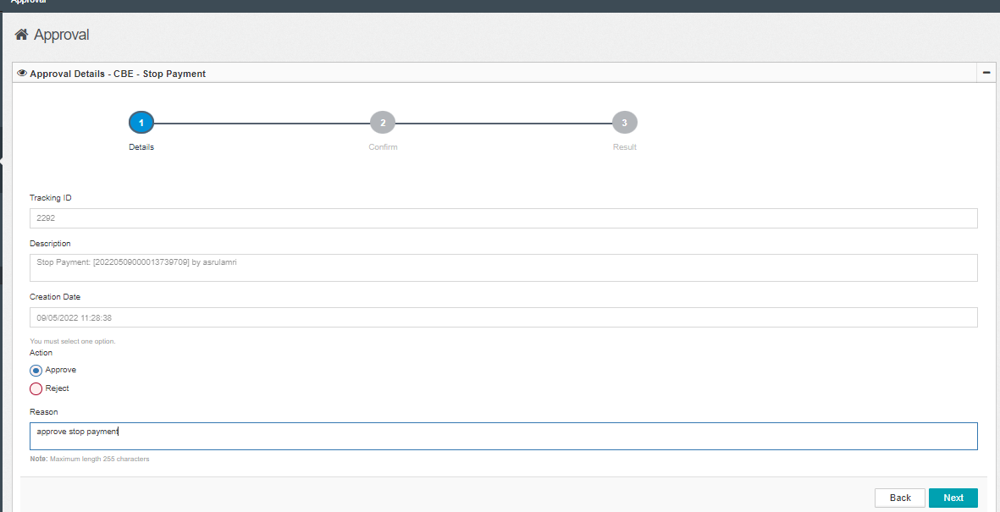 Approval
Approval
Approval Details - CBE - Stop Payment
1
2
3
Details
Confirm
Result
Tracking ID
2292
Description
Stop Payment: [20220509000013739709] by asrulamri
Creation Date
09/05/2022 11:28:38
You must select one option.
Action
Approve
Reject
Reason
approve stop payment
Note: Maximum length 255 characters
Back
Next